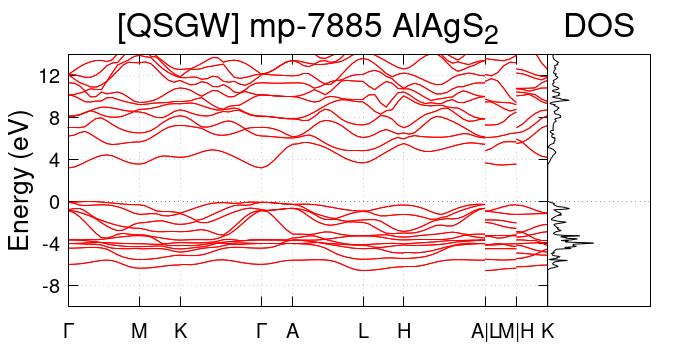 [QSGW] mp-7885 AlAgS2 DOS
Energy (eV)
12
8
4
0
-4
-8
Γ M K Γ A L H A|LM|H K